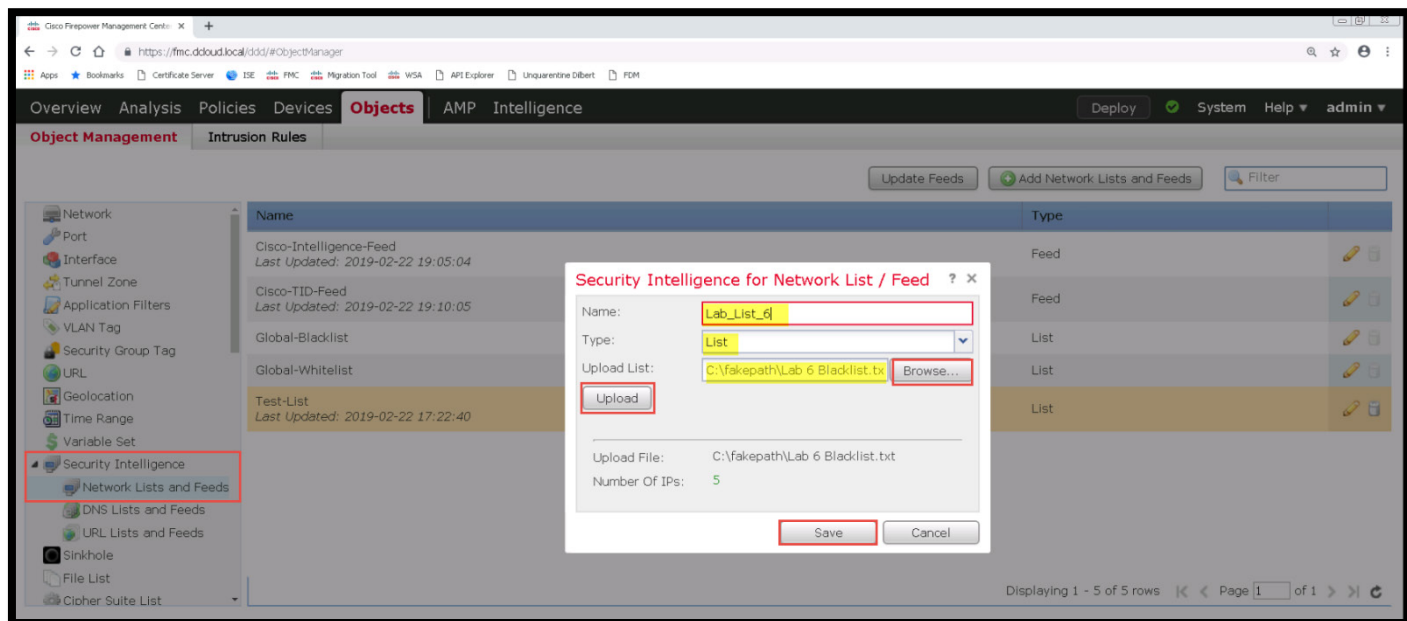 Cisco Firepower Management Cente
https://fmc.dcloud.local/ddd/#ObjectManager
Apps Bookmarks Certificate Server ISE FMC Migration Tool WSA API Explorer Unquarentine Dilbert FDM
Overview Analysis Policies Devices Objects AMP Intelligence Deploy System Help admin
Object Management Intrusion Rules
Update Feeds Add Network Lists and Feeds Filter
Network
Port
Interface
Tunnel Zone
Application Filters
VLAN Tag
Security Group Tag
URL
Geolocation
Time Range
Variable Set
Security Intelligence
Network Lists and Feeds
DNS Lists and Feeds
URL Lists and Feeds
Sinkhole
File List
Cipher Suite List
Name Type
Cisco-Intelligence-Feed Feed
Last Updated: 2019-02-22 19:05:04
Cisco-TID-Feed Feed
Last Updated: 2019-02-22 19:10:05
Global-Blacklist List
Global-Whitelist List
Test-List List
Last Updated: 2019-02-22 17:22:40
Security Intelligence for Network List / Feed ? X
Name: Lab_List_6
Type: List
Upload List: C:\fakepath\Lab 6 Blacklist.tx Browse...
Upload
Upload File: C:\fakepath\Lab 6 Blacklist.txt
Number Of IPs: 5
Save Cancel
Displaying 1 - 5 of 5 rows |< < Page 1 of 1 > >|